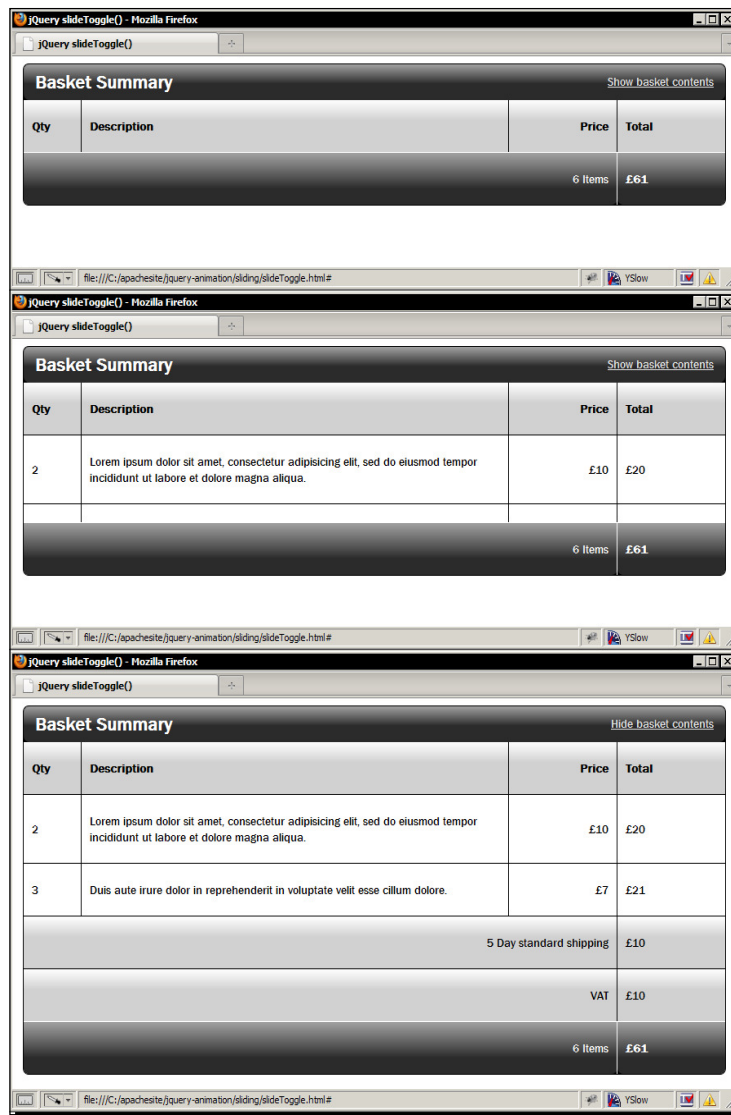 jQuery slideToggle() - Mozilla Firefox
jQuery slideToggle()
Basket Summary Show basket contents
Qty Description Price Total
6 Items £61
file:///C:/apachesite/jquery-animation/sliding/slideToggle.html# YSlow
jQuery slideToggle() - Mozilla Firefox
jQuery slideToggle()
Basket Summary Show basket contents
Qty Description Price Total
2 Lorem ipsum dolor sit amet, consectetur adipisicing elit, sed do eiusmod tempor £10 £20
incididunt ut labore et dolore magna aliqua.
6 Items £61
file:///C:/apachesite/jquery-animation/sliding/slideToggle.html# YSlow
jQuery slideToggle() - Mozilla Firefox
jQuery slideToggle()
Basket Summary Hide basket contents
Qty Description Price Total
2 Lorem ipsum dolor sit amet, consectetur adipisicing elit, sed do eiusmod tempor £10 £20
incididunt ut labore et dolore magna aliqua.
3 Duis aute irure dolor in reprehenderit in voluptate velit esse cillum dolore. £7 £21
5 Day standard shipping £10
VAT £10
6 Items £61
file:///C:/apachesite/jquery-animation/sliding/slideToggle.html# YSlow